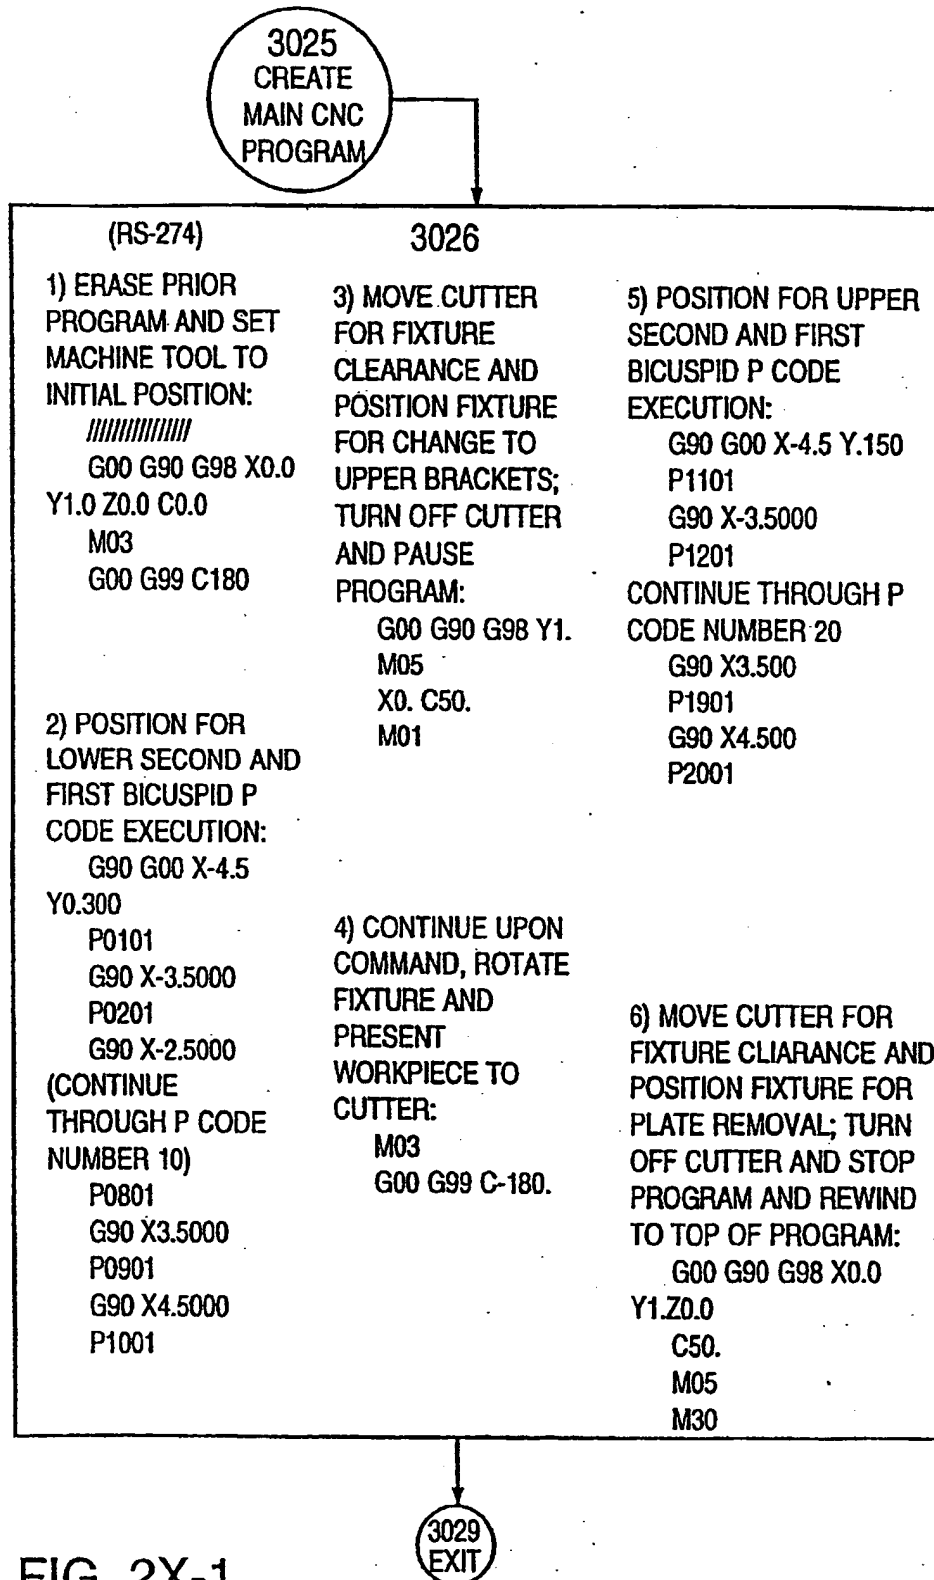 3025
CREATE
MAIN CNC
PROGRAM
(RS-274)
3026
1) ERASE PRIOR
PROGRAM AND SET
MACHINE TOOL TO
INITIAL POSITION:
////////////////
G00 G90 G98 X0.0
Y1.0 Z0.0 C0.0
M03
G00 G99 C180
2) POSITION FOR
LOWER SECOND AND
FIRST BICUSPID P
CODE EXECUTION:
G90 G00 X-4.5
Y0.300
P0101
G90 X-3.5000
P0201
G90 X-2.5000
(CONTINUE
THROUGH P CODE
NUMBER 10)
P0801
G90 X3.5000
P0901
G90 X4.5000
P1001
3) MOVE CUTTER
FOR FIXTURE
CLEARANCE AND
POSITION FIXTURE
FOR CHANGE TO
UPPER BRACKETS;
TURN OFF CUTTER
AND PAUSE
PROGRAM:
G00 G90 G98 Y1.
M05
X0. C50.
M01
4) CONTINUE UPON
COMMAND, ROTATE
FIXTURE AND
PRESENT
WORKPIECE TO
CUTTER:
M03
G00 G99 C-180.
5) POSITION FOR UPPER
SECOND AND FIRST
BICUSPID P CODE
EXECUTION:
G90 G00 X-4.5 Y.150
P1101
G90 X-3.5000
P1201
CONTINUE THROUGH P
CODE NUMBER 20
G90 X3.500
P1901
G90 X4.500
P2001
6) MOVE CUTTER FOR
FIXTURE CLIARANCE AND
POSITION FIXTURE FOR
PLATE REMOVAL; TURN
OFF CUTTER AND STOP
PROGRAM AND REWIND
TO TOP OF PROGRAM:
G00 G90 G98 X0.0
Y1.Z0.0
C50.
M05
M30
3029
EXIT
FIG. 2X-1